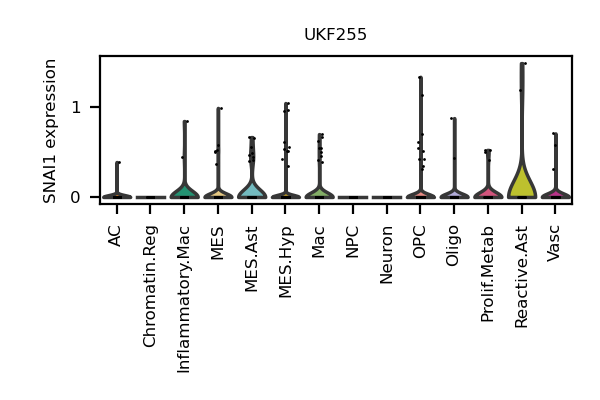 UKF255
SNAI1 expression
1
0
AC
Chromatin.Reg
Inflammatory.Mac
MES
MES.Ast
MES.Hyp
Mac
NPC
Neuron
OPC
Oligo
Prolif.Metab
Reactive.Ast
Vasc